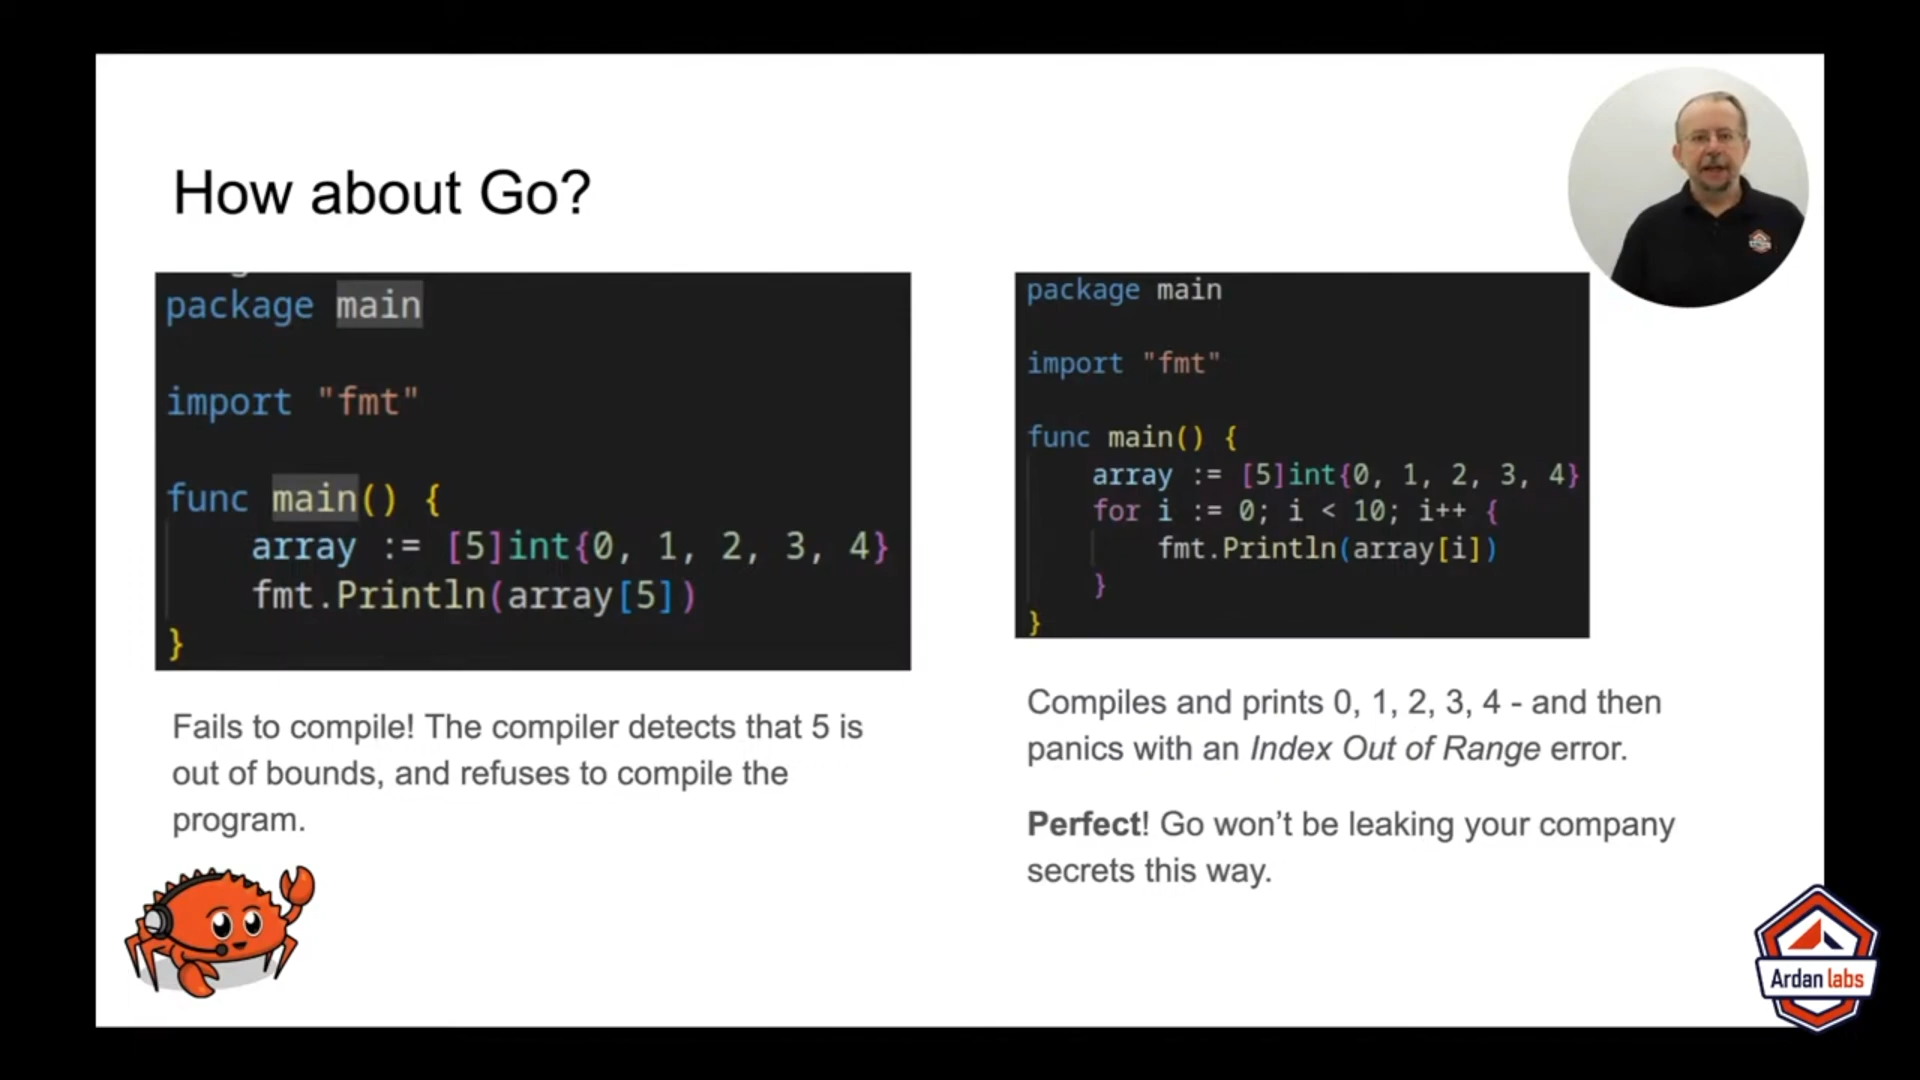 How about Go?
package main
import "fmt"
func main() {
array := [5]int{0, 1, 2, 3, 4}
fmt.Println(array[5])
}
Fails to compile! The compiler detects that 5 is
out of bounds, and refuses to compile the
program.
package main
import "fmt"
func main() {
array := [5]int{0, 1, 2, 3, 4}
for i := 0; i < 10; i++ {
fmt.Println(array[i])
}
}
Compiles and prints 0, 1, 2, 3, 4 - and then
panics with an Index Out of Range error.
Perfect! Go won’t be leaking your company
secrets this way.
Ardan labs